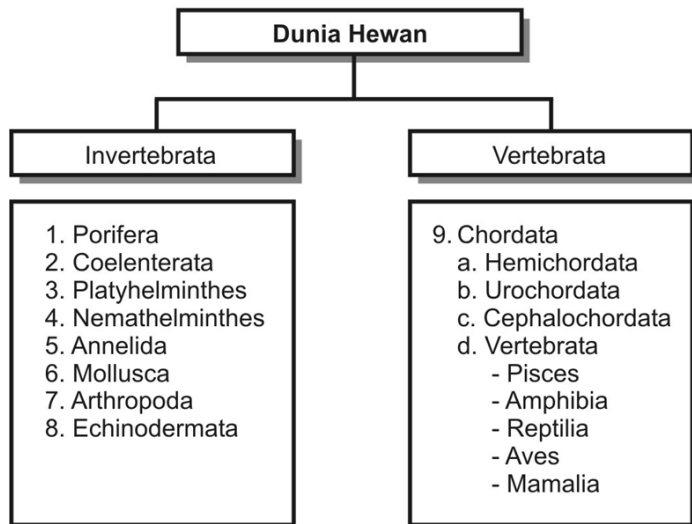 Dunia Hewan
Invertebrata
1. Porifera
2. Coelenterata
3. Platyhelminthes
4. Nemathelminthes
5. Annelida
6. Mollusca
7. Arthropoda
8. Echinodermata
Vertebrata
9. Chordata
a. Hemichordata
b. Urochordata
c. Cephalochordata
d. Vertebrata
- Pisces
- Amphibia
- Reptilia
- Aves
- Mamalia